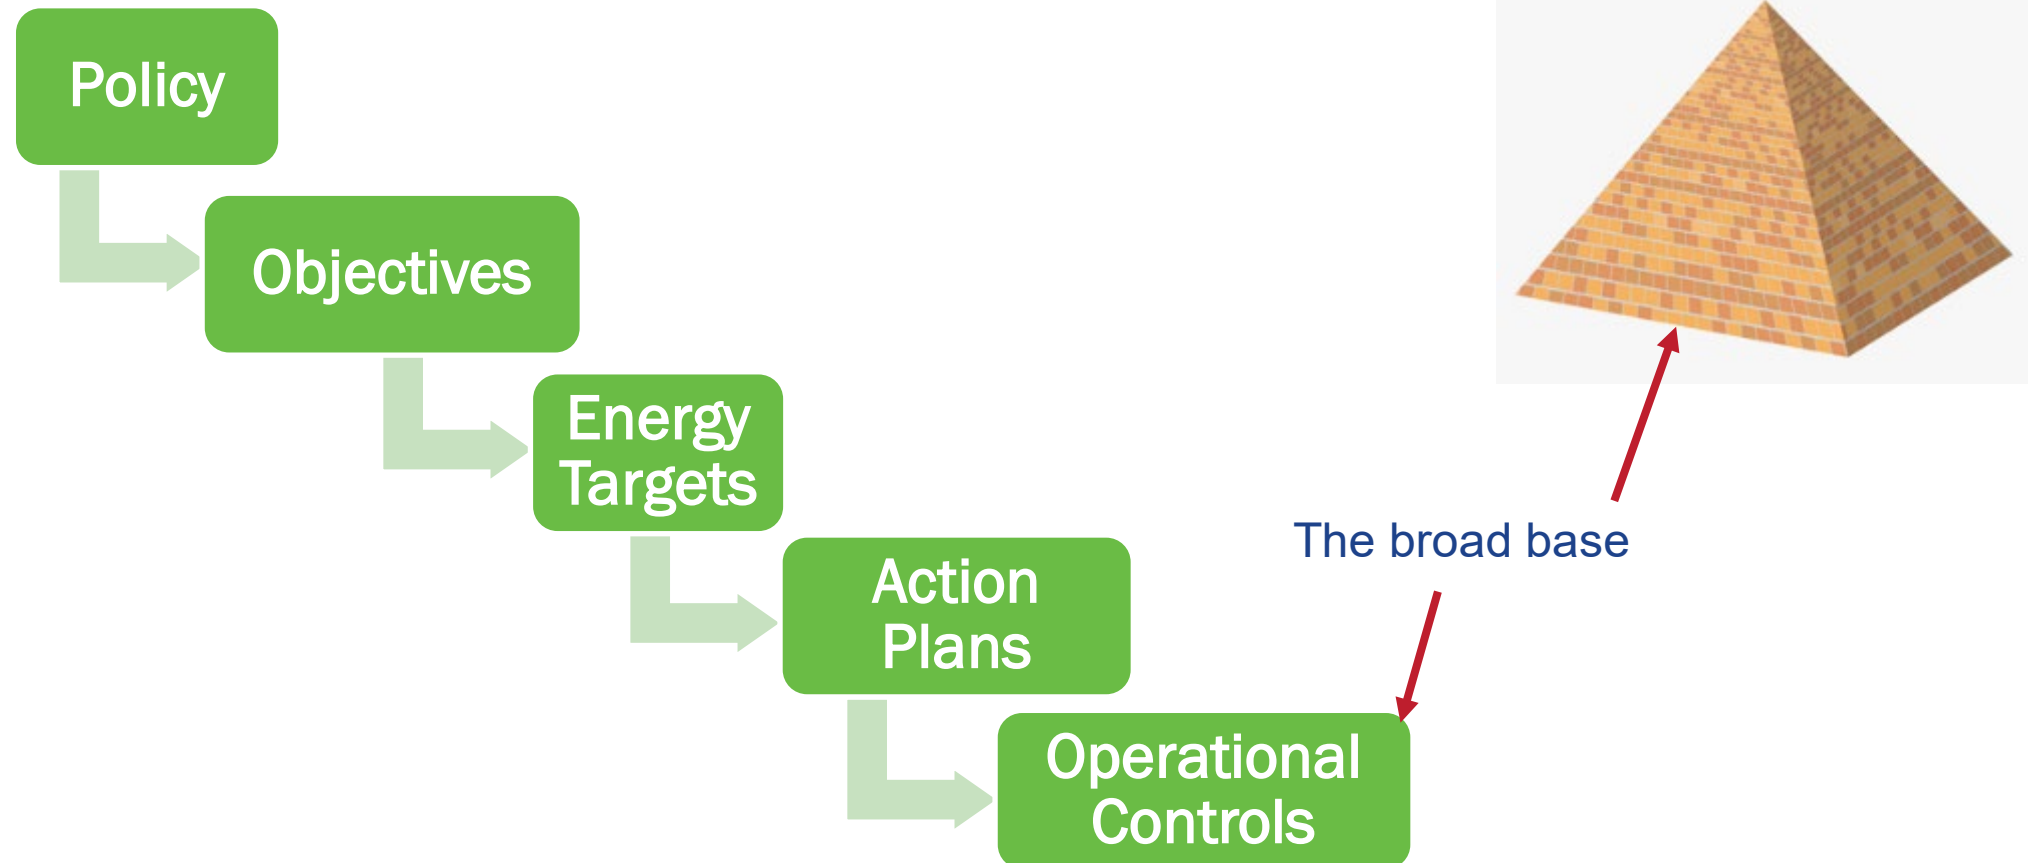 Policy
Objectives
Energy
Targets
Action
Plans
The broad base
Operational
Controls